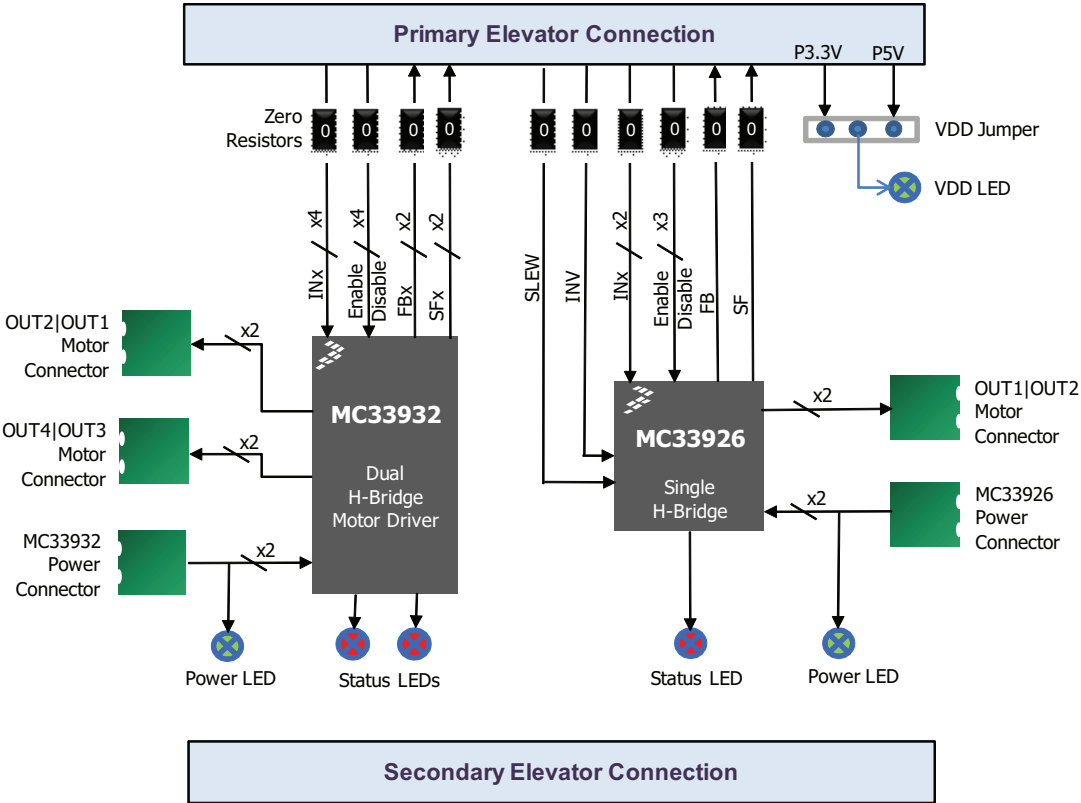 Primary Elevator Connection
P3.3V
P5V
Zero
Resistors
0
0
0
0
0
0
0
0
0
0
VDD Jumper
VDD LED
x4
x4
x2
x2
INx
Enable
Disable
FBx
SFx
SLEW
INV
x2
x3
INx
Enable
Disable
FB
SF
OUT2|OUT1
Motor
Connector
x2
OUT4|OUT3
Motor
Connector
x2
MC33932
Power
Connector
x2
MC33932
Dual
H-Bridge
Motor Driver
MC33926
Single
H-Bridge
x2
OUT1|OUT2
Motor
Connector
x2
MC33926
Power
Connector
Power LED
Status LEDs
Status LED
Power LED
Secondary Elevator Connection